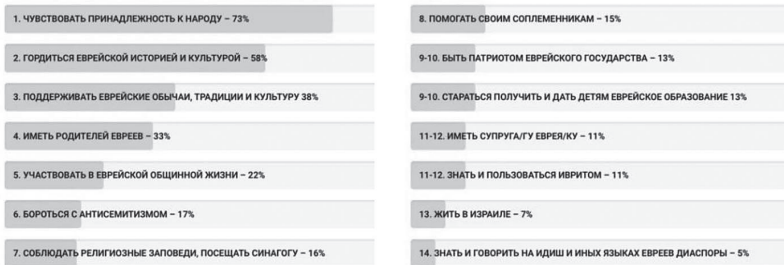 1. ЧУВСТВОВАТЬ ПРИНАДЛЕЖНОСТЬ К НАРОДУ – 73%
2. ГОРДИТЬСЯ ЕВРЕЙСКОЙ ИСТОРИЕЙ И КУЛЬТУРОЙ – 58%
3. ПОДДЕРЖИВАТЬ ЕВРЕЙСКИЕ ОБЫЧАИ, ТРАДИЦИИ И КУЛЬТУРУ 38%
4. ИМЕТЬ РОДИТЕЛЕЙ ЕВРЕЕВ – 33%
5. УЧАСТВОВАТЬ В ЕВРЕЙСКОЙ ОБЩИННОЙ ЖИЗНИ – 22%
6. БОРОТЬСЯ С АНТИСЕМИТИЗМОМ – 17%
7. СОБЛЮДАТЬ РЕЛИГИОЗНЫЕ ЗАПОВЕДИ, ПОСЕЩАТЬ СИНАГОГУ – 16%
8. ПОМОГАТЬ СВОИМ СОПЛЕМЕННИКАМ – 15%
9-10. БЫТЬ ПАТРИОТОМ ЕВРЕЙСКОГО ГОСУДАРСТВА – 13%
9-10. СТАРАТЬСЯ ПОЛУЧИТЬ И ДАТЬ ДЕТЯМ ЕВРЕЙСКОЕ ОБРАЗОВАНИЕ 13%
11-12. ИМЕТЬ СУПРУГА/ГУ ЕВРЕЯ/КУ – 11%
11-12. ЗНАТЬ И ПОЛЬЗОВАТЬСЯ ИВРИТОМ – 11%
13. ЖИТЬ В ИЗРАИЛЕ – 7%
14. ЗНАТЬ И ГОВОРИТЬ НА ИДИШ И ИНЫХ ЯЗЫКАХ ЕВРЕЕВ ДИАСПОРЫ – 5%